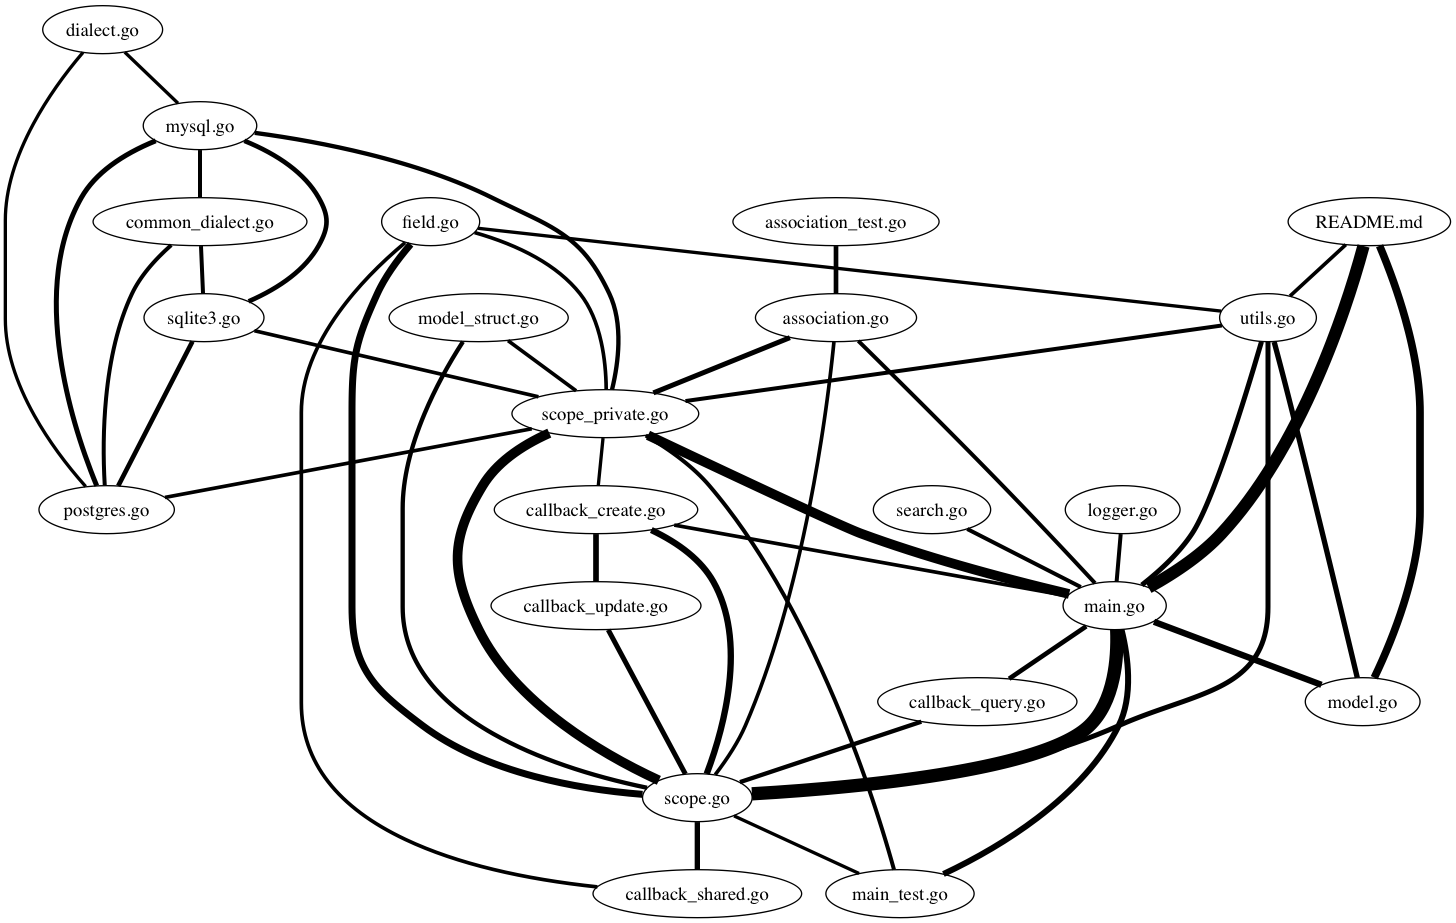 dialect.go
mysql.go
common_dialect.go
field.go
association_test.go
README.md
sqlite3.go
model_struct.go
association.go
utils.go
scope_private.go
postgres.go
callback_create.go
search.go
logger.go
callback_update.go
main.go
callback_query.go
model.go
scope.go
callback_shared.go
main_test.go